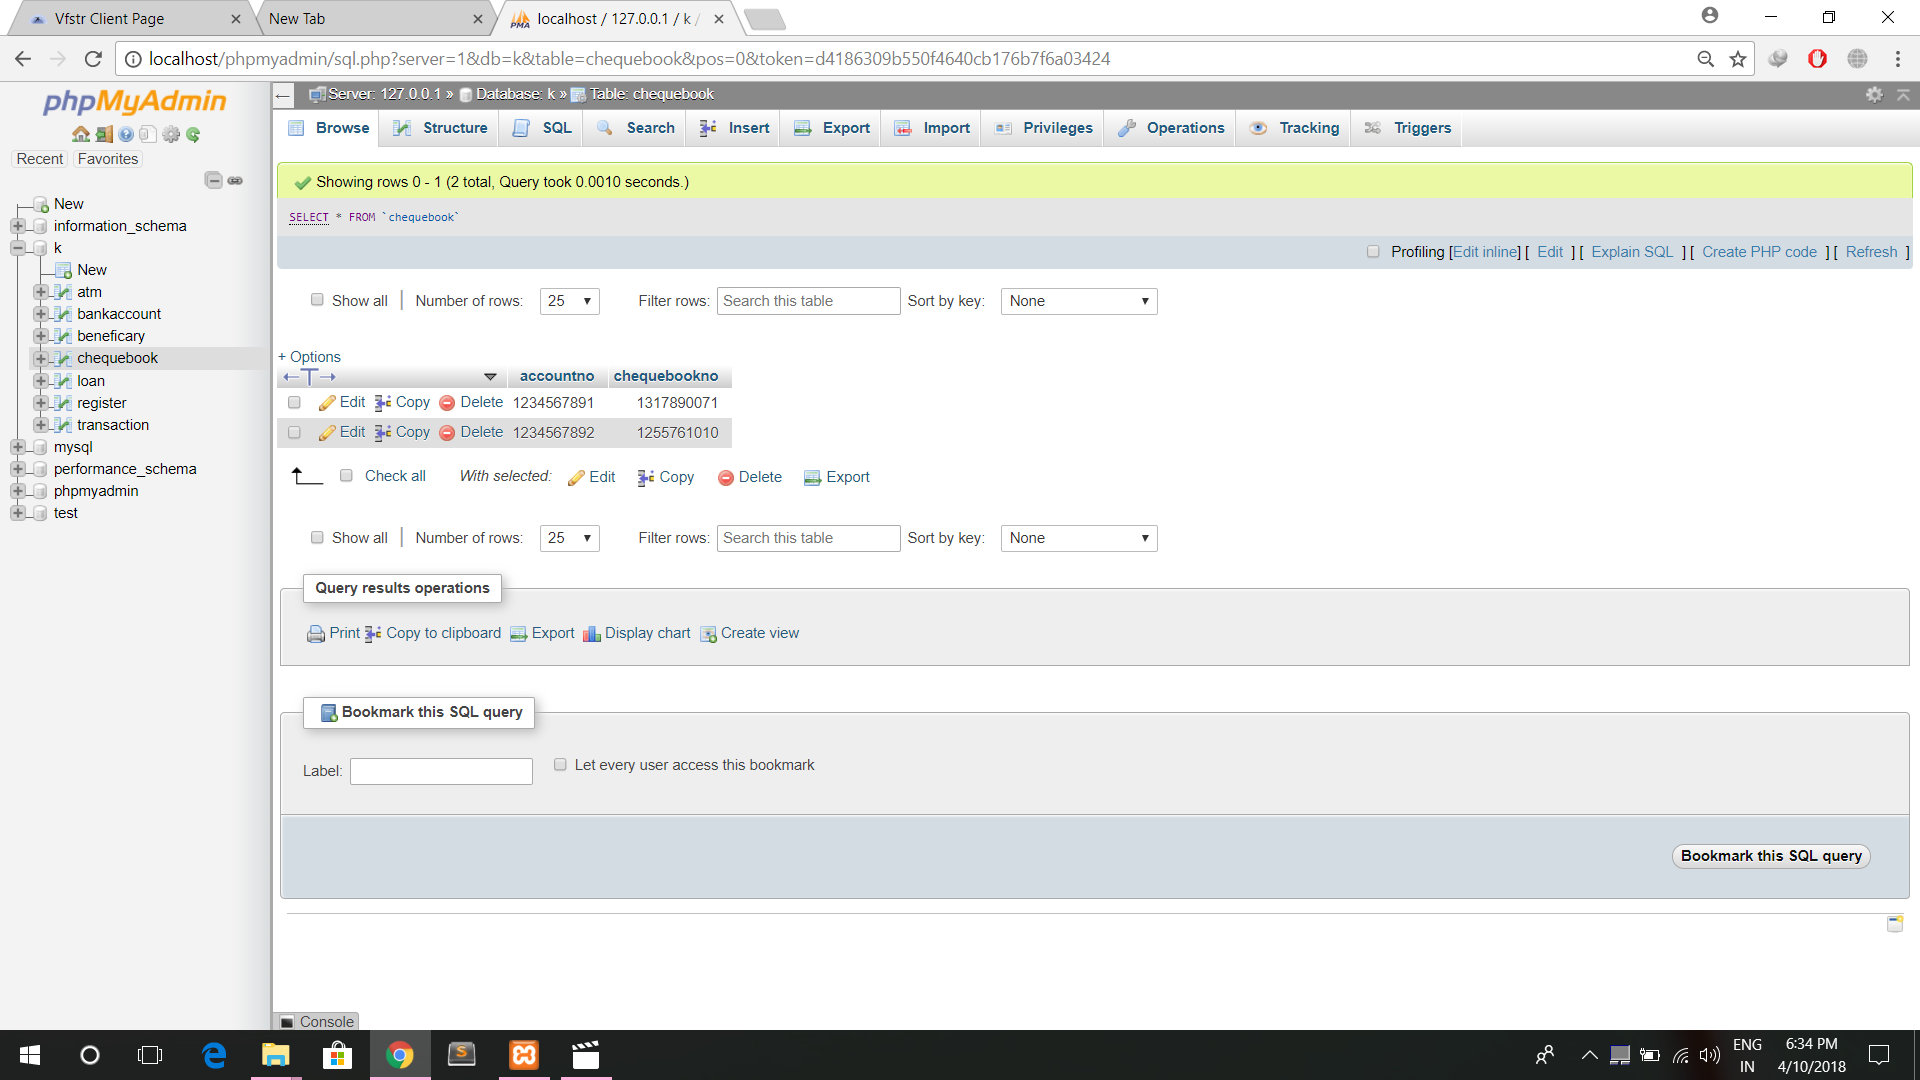 Vfstr Client Page
New Tab
localhost / 127.0.0.1 / k /
localhost/phpmyadmin/sql.php?server=1&db=k&table=chequebook&pos=0&token=d4186309b550f4640cb176b7f6a03424
phpMyAdmin
Recent Favorites
New
information_schema
k
New
atm
bankaccount
beneficary
chequebook
loan
register
transaction
mysql
performance_schema
phpmyadmin
test
Server: 127.0.0.1 » Database: k » Table: chequebook
Browse Structure SQL Search Insert Export Import Privileges Operations Tracking Triggers
Showing rows 0 - 1 (2 total, Query took 0.0010 seconds.)
SELECT * FROM `chequebook`
Profiling [Edit inline] [ Edit ] [ Explain SQL ] [ Create PHP code ] [ Refresh ]
Show all | Number of rows: 25 Filter rows: Search this table Sort by key: None
+ Options
←T→ accountno chequebookno
Edit Copy Delete 1234567891 1317890071
Edit Copy Delete 1234567892 1255761010
Check all With selected: Edit Copy Delete Export
Show all | Number of rows: 25 Filter rows: Search this table Sort by key: None
Query results operations
Print Copy to clipboard Export Display chart Create view
Bookmark this SQL query
Label: Let every user access this bookmark
Bookmark this SQL query
Console
ENG
IN
6:34 PM
4/10/2018